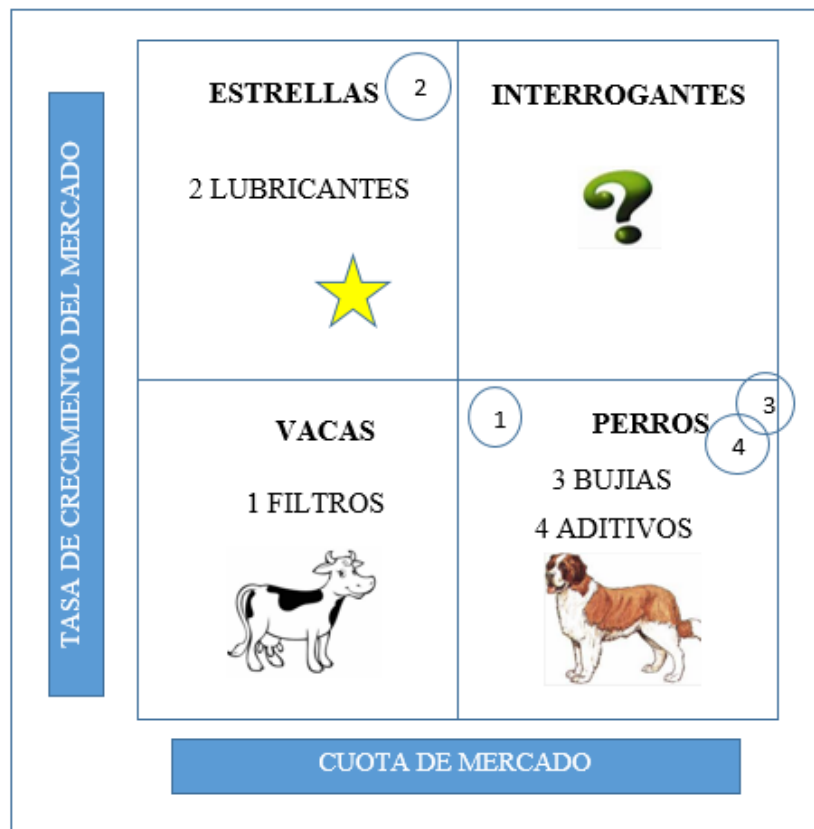 TASA DE CRECIMIENTO DEL MERCADO
ESTRELLAS
2
2 LUBRICANTES
INTERROGANTES
VACAS
1 FILTROS
1
PERROS
3
4
3 BUJIAS
4 ADITIVOS
CUOTA DE MERCADO